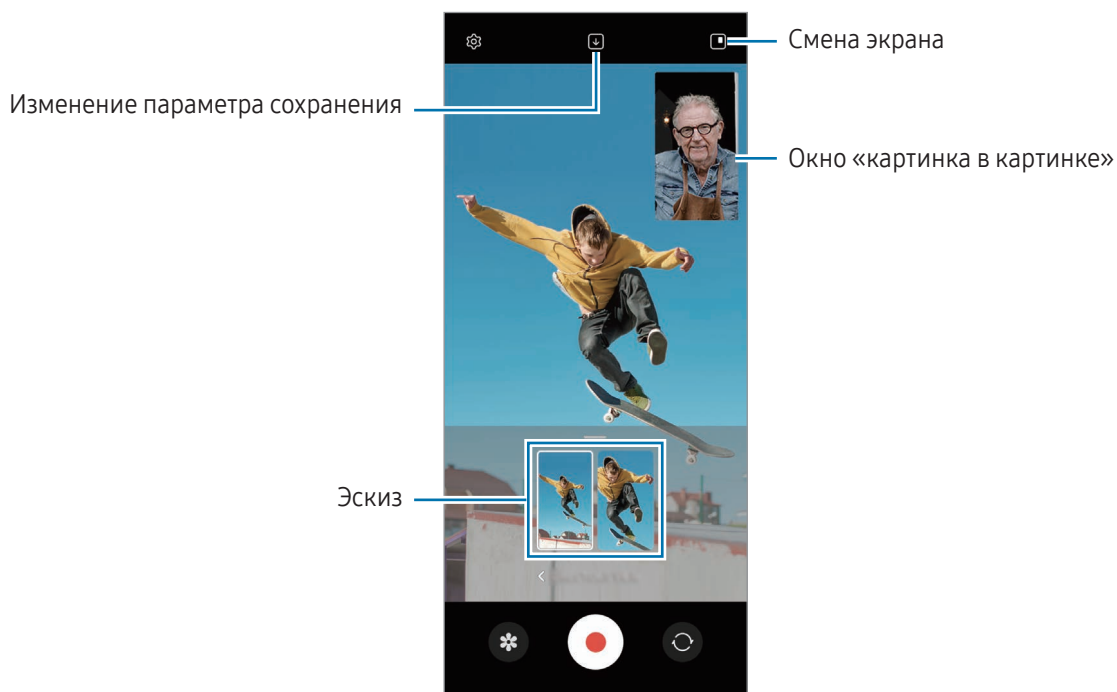 Смена экрана
Изменение параметра сохранения
Окно «картинка в картинке»
Эскиз